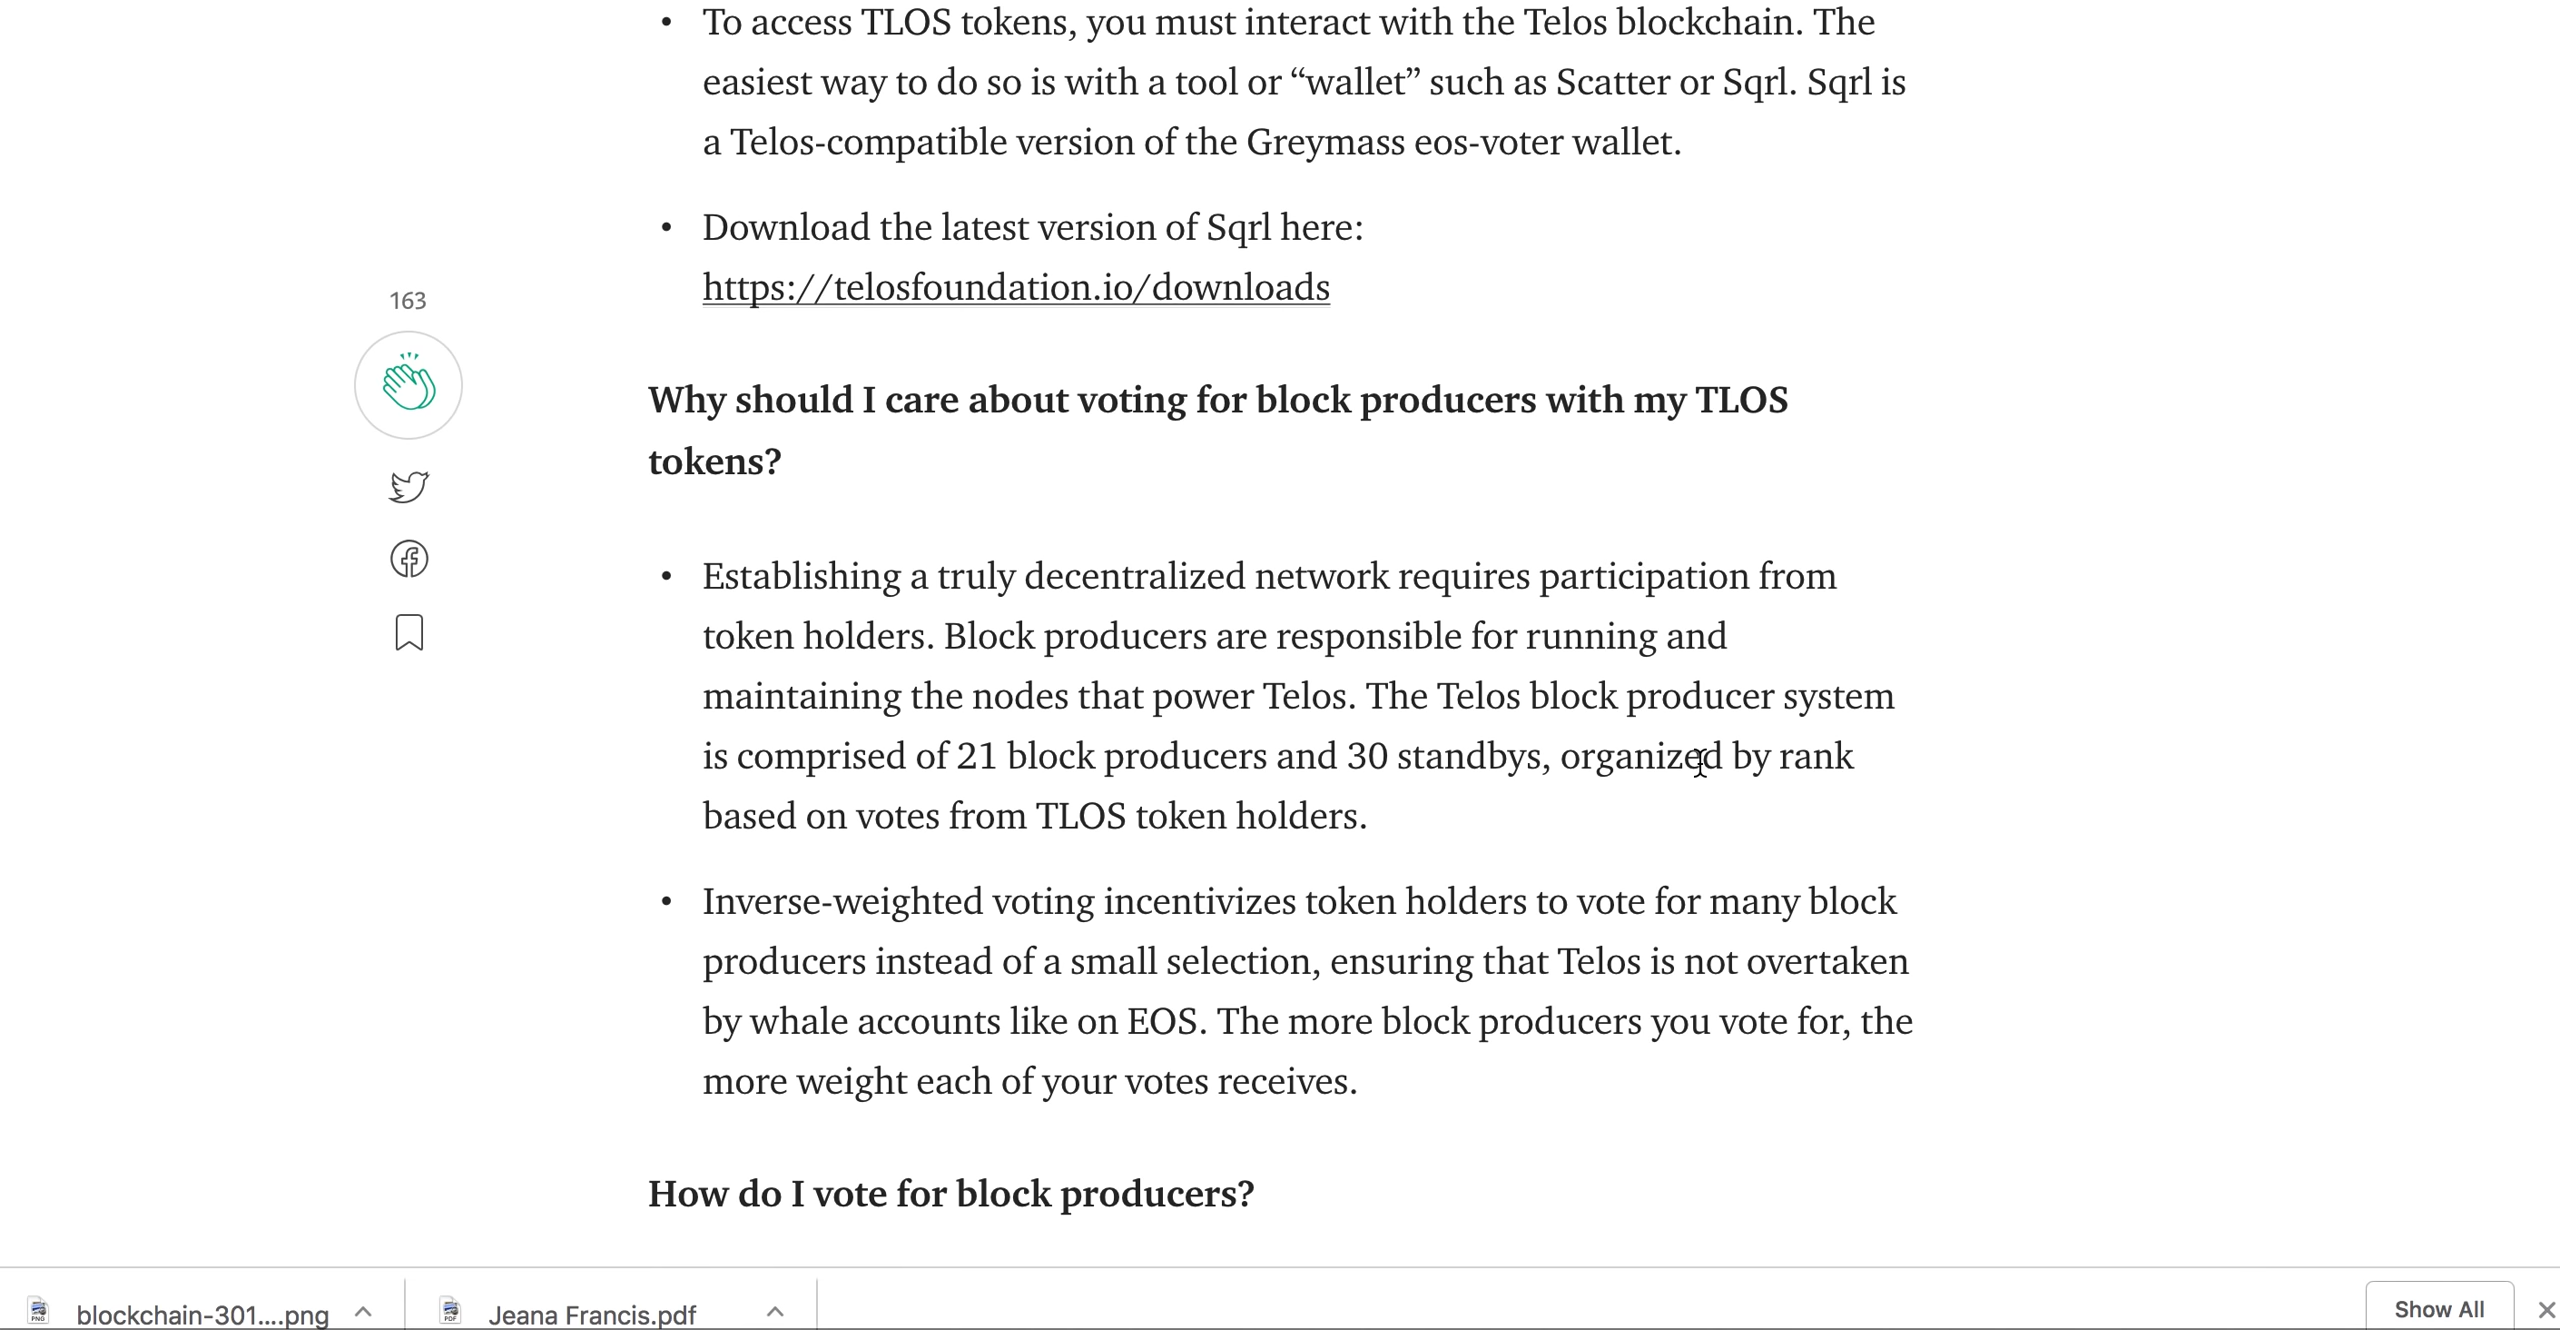 • To access TLOS tokens, you must interact with the Telos blockchain. The
easiest way to do so is with a tool or “wallet” such as Scatter or Sqrl. Sqrl is
a Telos-compatible version of the Greymass eos-voter wallet.
• Download the latest version of Sqrl here:
https://telosfoundation.io/downloads
163
Why should I care about voting for block producers with my TLOS
tokens?
• Establishing a truly decentralized network requires participation from
token holders. Block producers are responsible for running and
maintaining the nodes that power Telos. The Telos block producer system
is comprised of 21 block producers and 30 standbys, organized by rank
based on votes from TLOS token holders.
• Inverse-weighted voting incentivizes token holders to vote for many block
producers instead of a small selection, ensuring that Telos is not overtaken
by whale accounts like on EOS. The more block producers you vote for, the
more weight each of your votes receives.
How do I vote for block producers?
PNG
blockchain-301....png
PDF
Jeana Francis.pdf
Show All